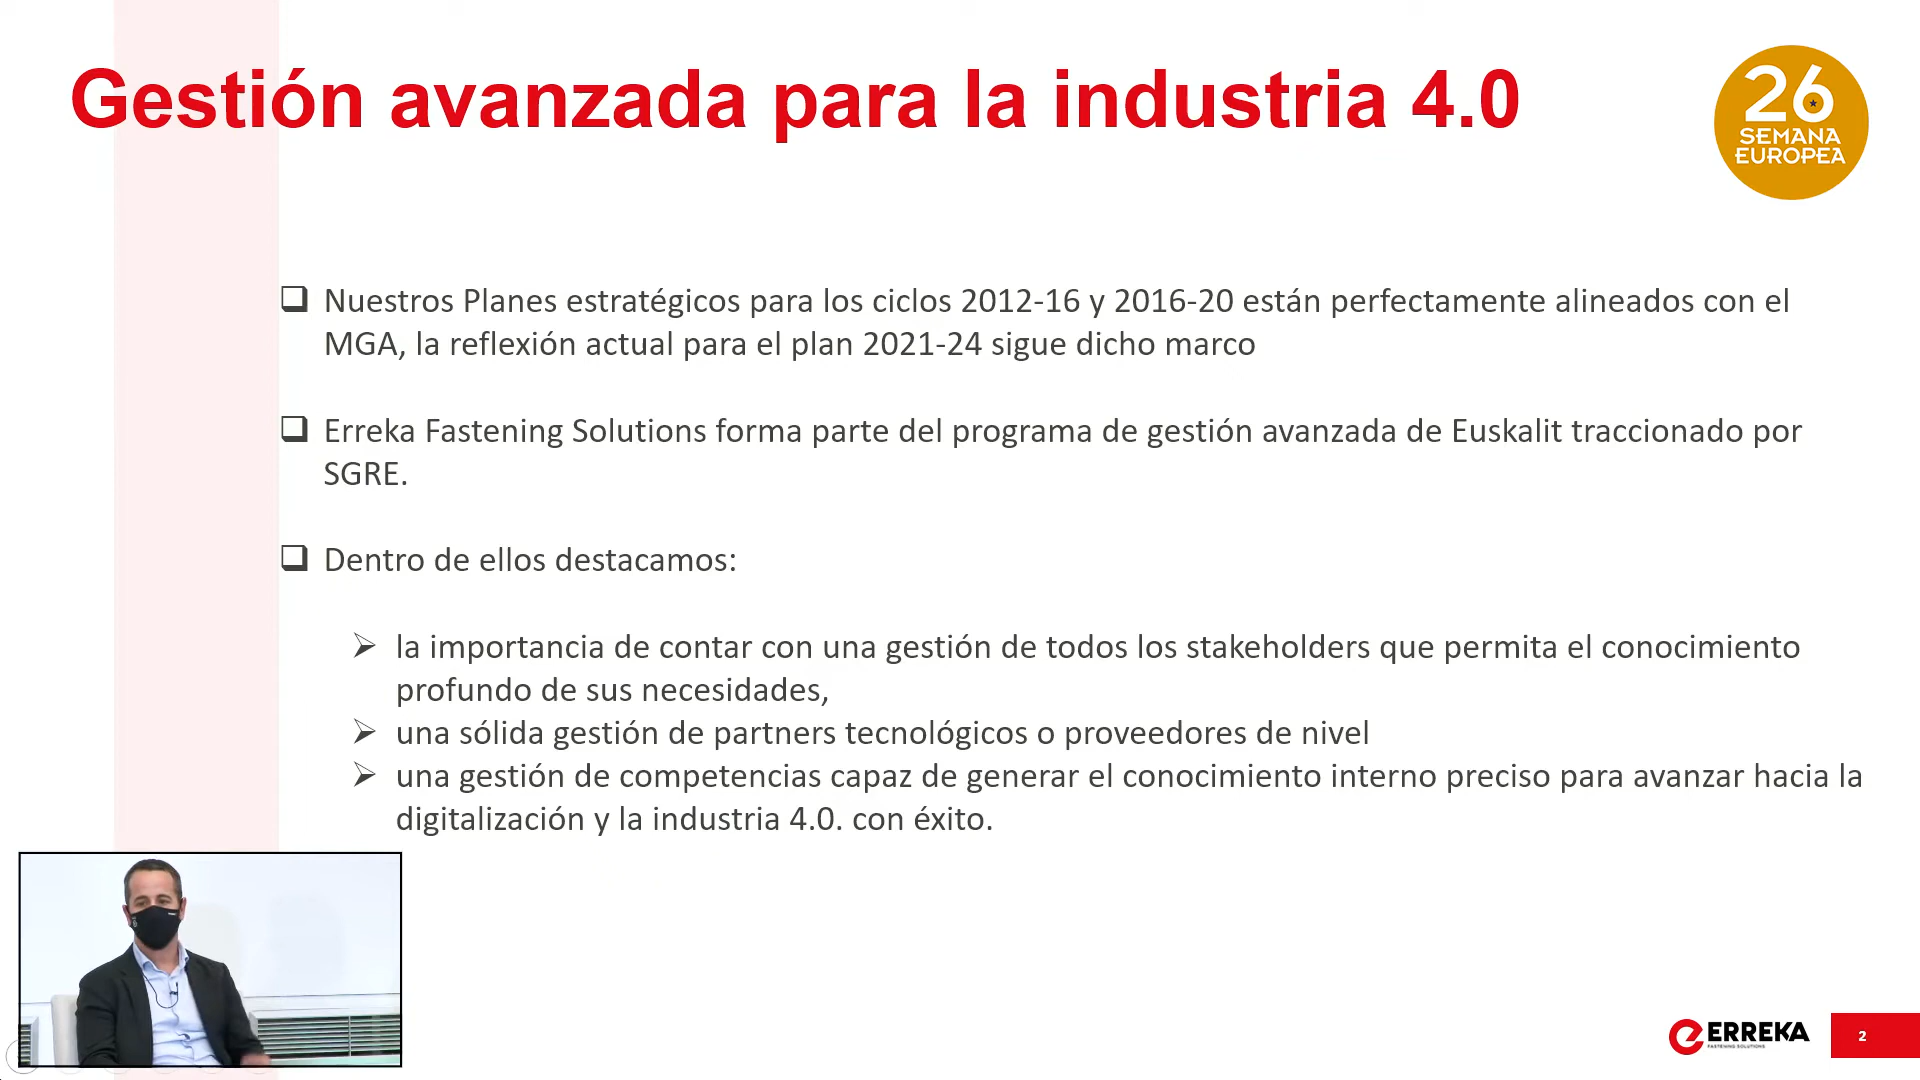 Gestión avanzada para la industria 4.0
26
SEMANA
EUROPEA
Nuestros Planes estratégicos para los ciclos 2012-16 y 2016-20 están perfectamente alineados con el
MGA, la reflexión actual para el plan 2021-24 sigue dicho marco
Erreka Fastening Solutions forma parte del programa de gestión avanzada de Euskalit traccionado por
SGRE.
Dentro de ellos destacamos:
la importancia de contar con una gestión de todos los stakeholders que permita el conocimiento
profundo de sus necesidades,
una sólida gestión de partners tecnológicos o proveedores de nivel
una gestión de competencias capaz de generar el conocimiento interno preciso para avanzar hacia la
digitalización y la industria 4.0. con éxito.
ERREKA
FASTENING SOLUTIONS
2